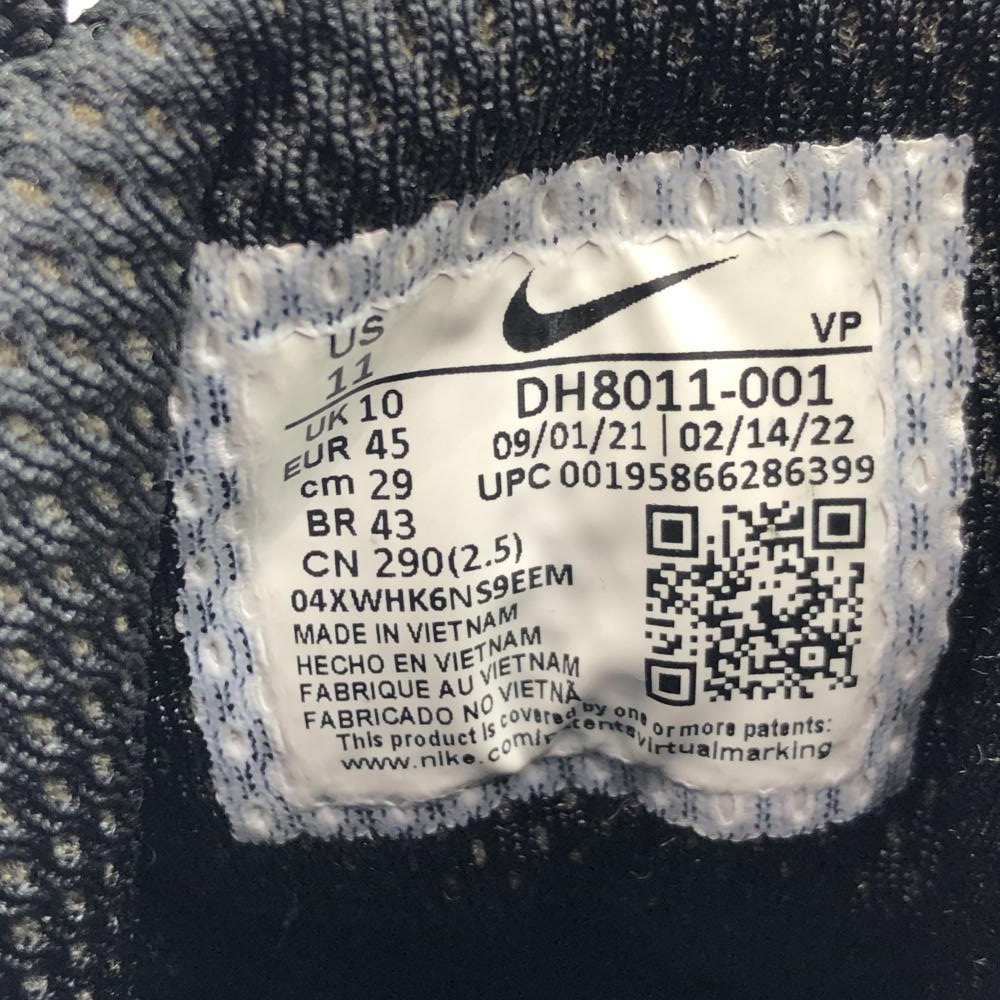 US
11
VP
UK 10
EUR 45
cm 29
BR 43
CN 290(2.5)
DH8011-001
09/01/21 | 02/14/22
UPC 00195866286399
04XWHK6NS9EEM
MADE IN VIETNAM
HECHO EN VIETNAM
FABRIQUE AU VIETNAM
FABRICADO NO VIETNA
This product is covered by one or more patents:
www.nike.com/ virtualmarking